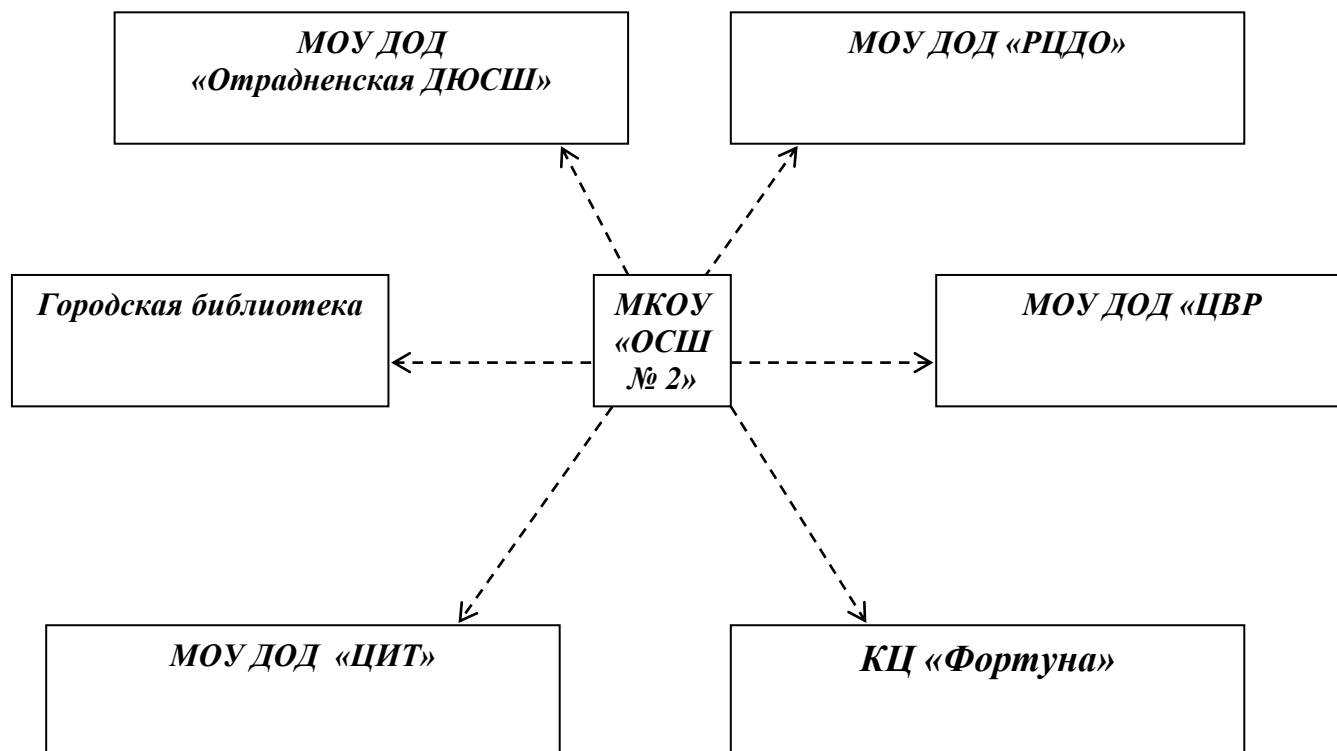 МОУ ДОД
«Отрадненская ДЮСШ»
МОУ ДОД «РЦДО»
Городская библиотека
МКОУ
«ОСШ
№ 2»
МОУ ДОД «ЦВР
МОУ ДОД «ЦИТ»
КЦ «Фортуна»